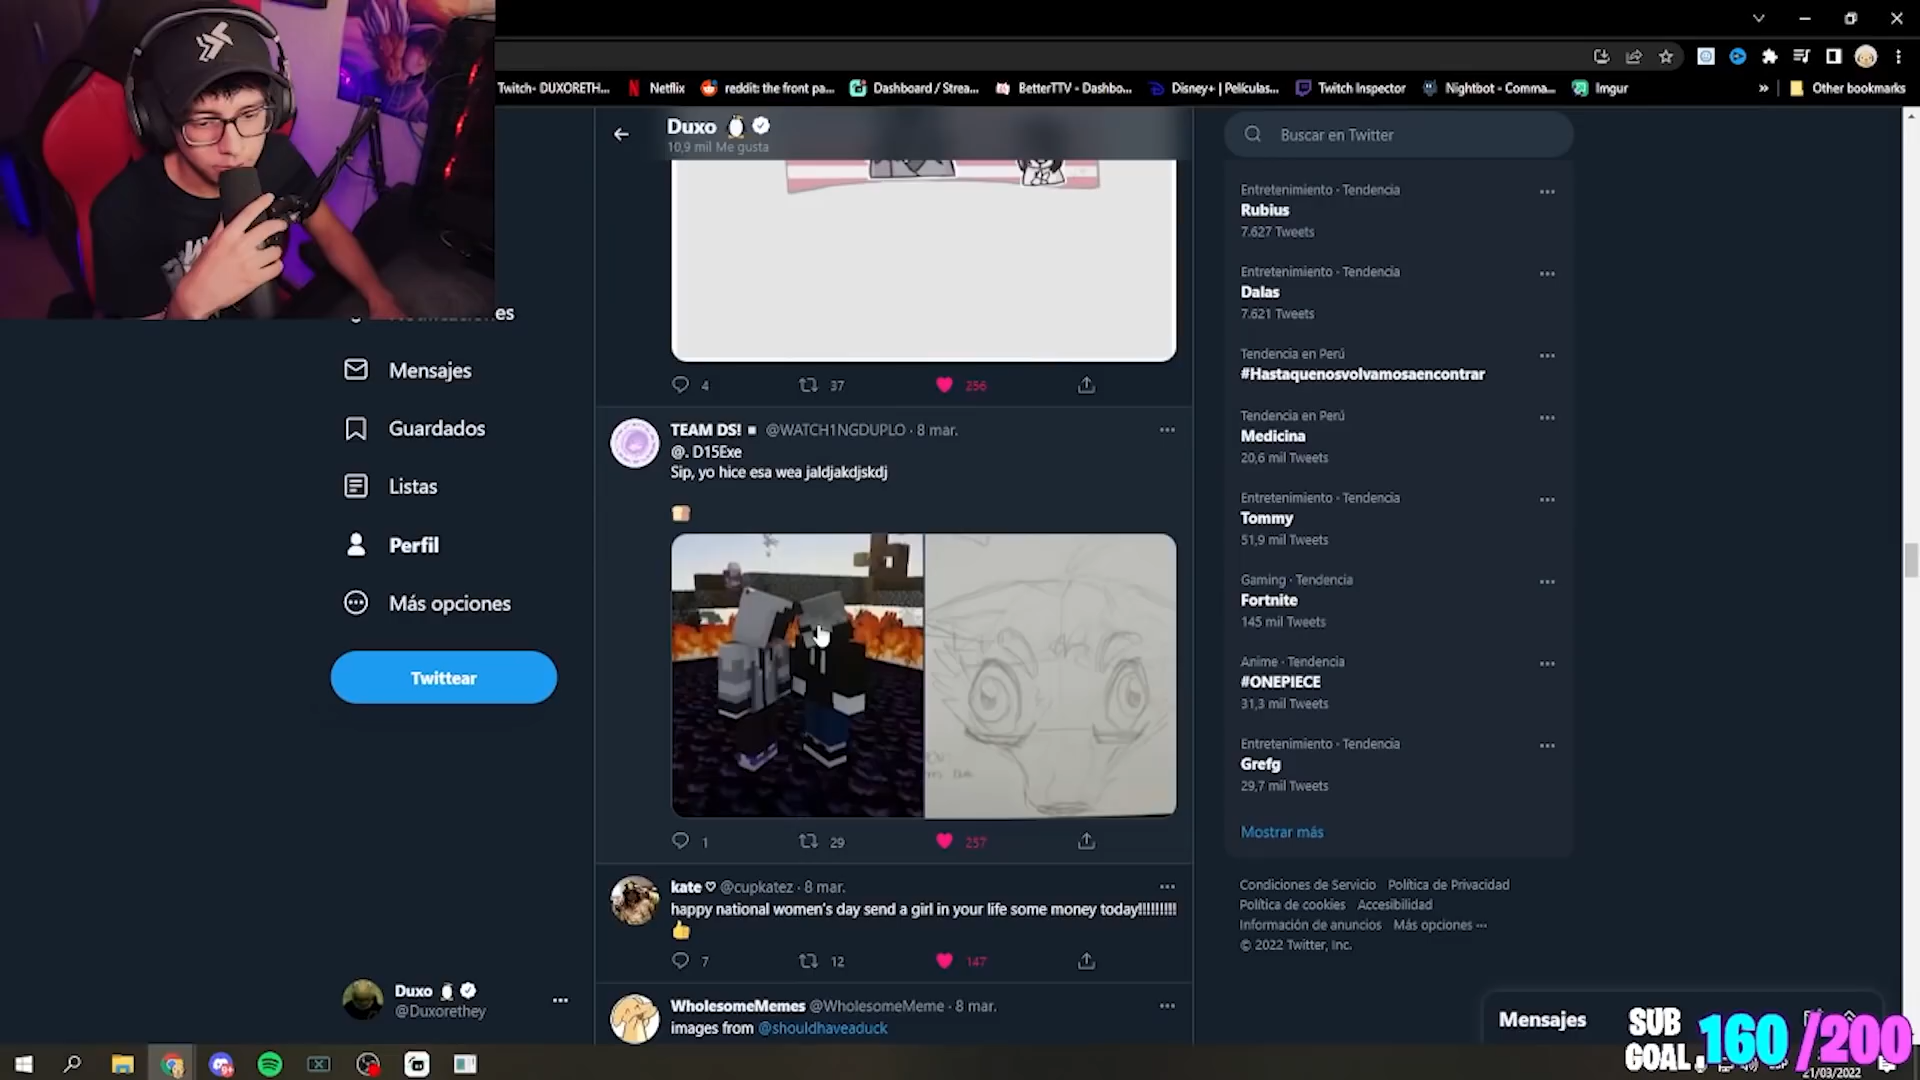 Twitch- DUXORETH...
Netflix
reddit: the front pa...
Dashboard / Strea...
BetterTTV - Dashbo...
Disney+ | Películas...
Twitch Inspector
Nightbot - Comma...
Imgur
»
Other bookmarks
Duxo
10,9 mil Me gusta
Buscar en Twitter
Mensajes
Guardados
Listas
Perfil
Más opciones
Twittear
Duxo
@Duxorethey
4
37
256
TEAM DS! @WATCH1NGDUPLO · 8 mar.
@. D15Exe
Sip, yo hice esa wea jaldjakdjskdj
1
29
257
kate ♡ @cupkatez · 8 mar.
happy national women's day send a girl in your life some money today!!!!!!!!!
7
12
147
WholesomeMemes @WholesomeMeme · 8 mar.
images from @shouldhaveaduck
Entretenimiento · Tendencia
Rubius
7.627 Tweets
Entretenimiento · Tendencia
Dalas
7.621 Tweets
Tendencia en Perú
#Hastaquenosvolvamosaencontrar
Tendencia en Perú
Medicina
20,6 mil Tweets
Entretenimiento · Tendencia
Tommy
51,9 mil Tweets
Gaming · Tendencia
Fortnite
145 mil Tweets
Anime · Tendencia
#ONEPIECE
31,3 mil Tweets
Entretenimiento · Tendencia
Grefg
29,7 mil Tweets
Mostrar más
Condiciones de Servicio Política de Privacidad
Política de cookies Accesibilidad
Información de anuncios Más opciones ···
© 2022 Twitter, Inc.
Mensajes
SUB
GOAL
160/200
21/03/2022